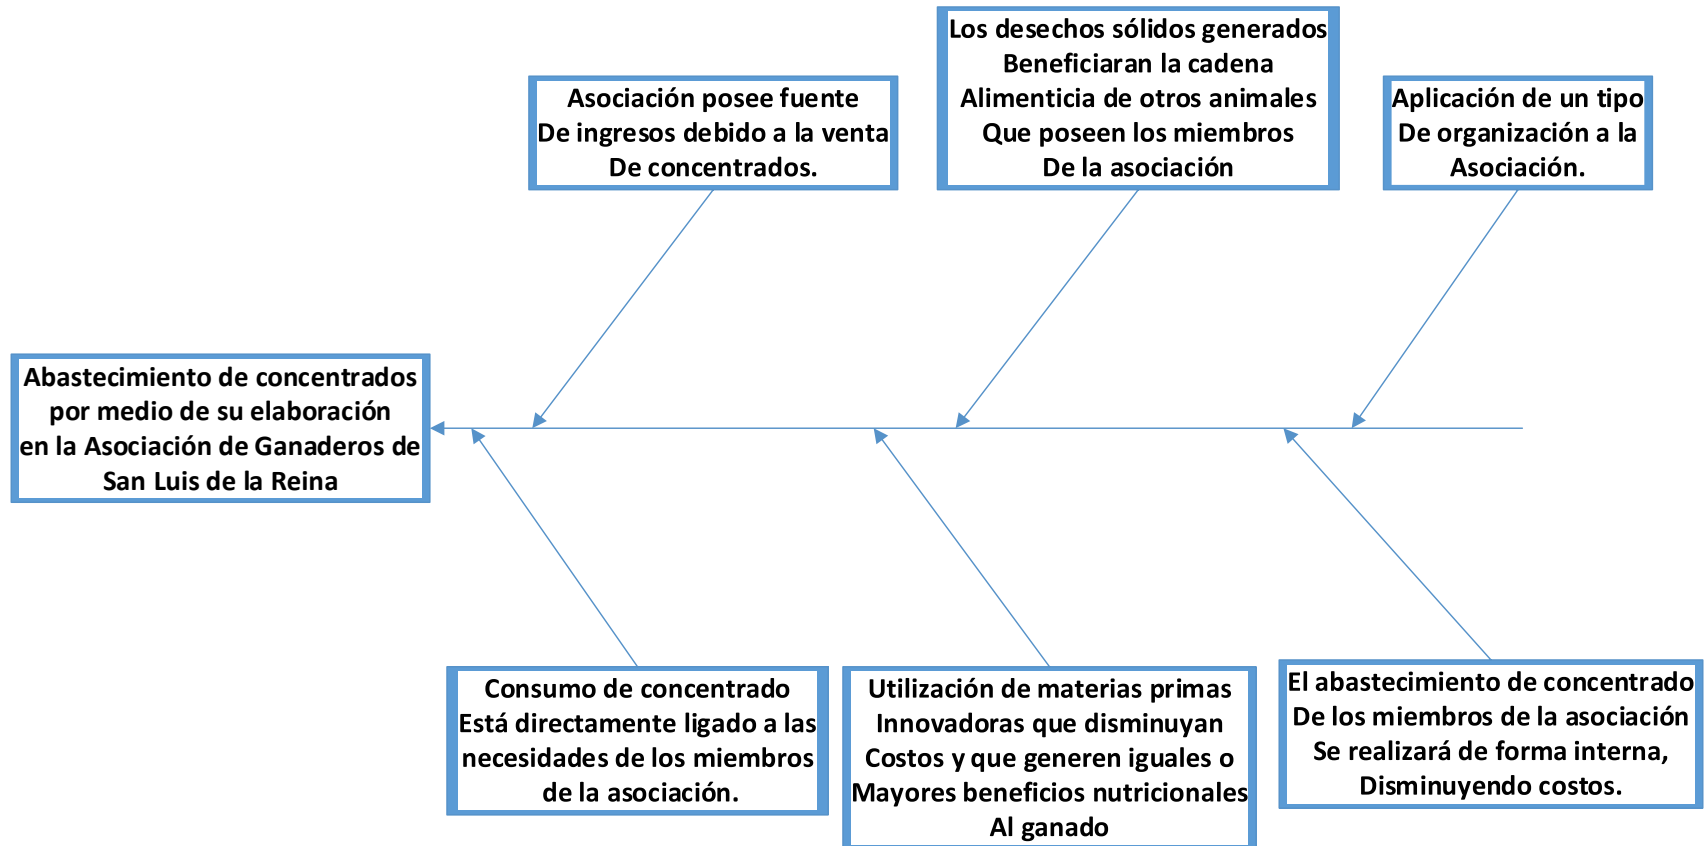 Los desechos sólidos generados
Beneficiaran la cadena
Alimenticia de otros animales
Que poseen los miembros
De la asociación
Asociación posee fuente
De ingresos debido a la venta
De concentrados.
Aplicación de un tipo
De organización a la
Asociación.
Abastecimiento de concentrados
por medio de su elaboración
en la Asociación de Ganaderos de
San Luis de la Reina
Consumo de concentrado
Está directamente ligado a las
necesidades de los miembros
de la asociación.
Utilización de materias primas
Innovadoras que disminuyan
Costos y que generen iguales o
Mayores beneficios nutricionales
Al ganado
El abastecimiento de concentrado
De los miembros de la asociación
Se realizará de forma interna,
Disminuyendo costos.